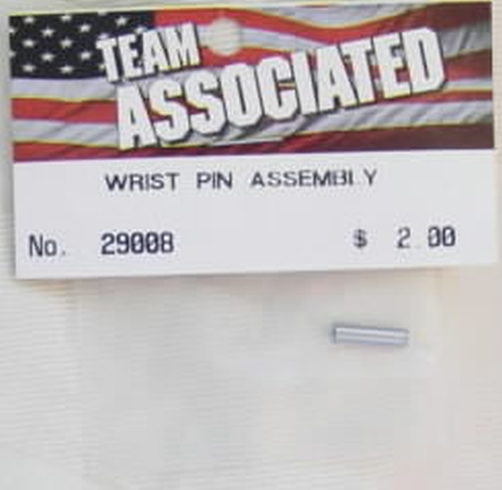 TEAM
ASSOCIATED
WRIST PIN ASSEMBLY
No. 29008 $ 2.00